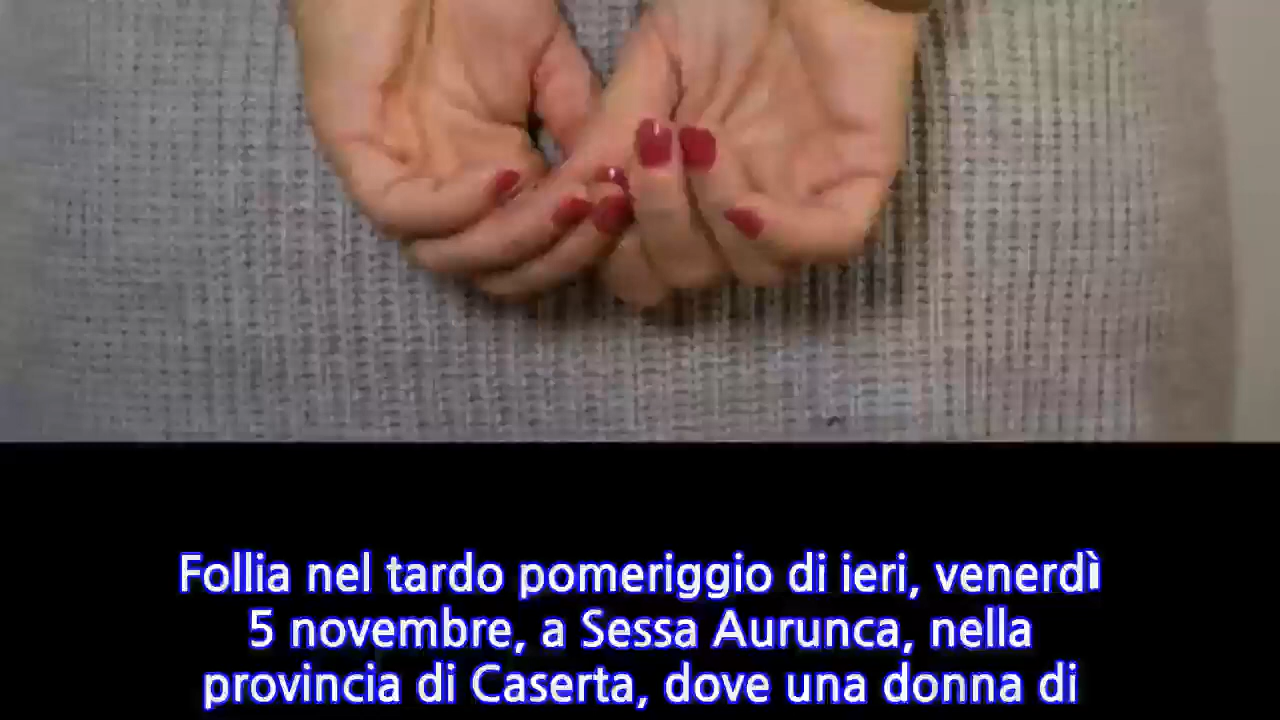 Follia nel tardo pomeriggio di ieri, venerdì
5 novembre, a Sessa Aurunca, nella
provincia di Caserta, dove una donna di